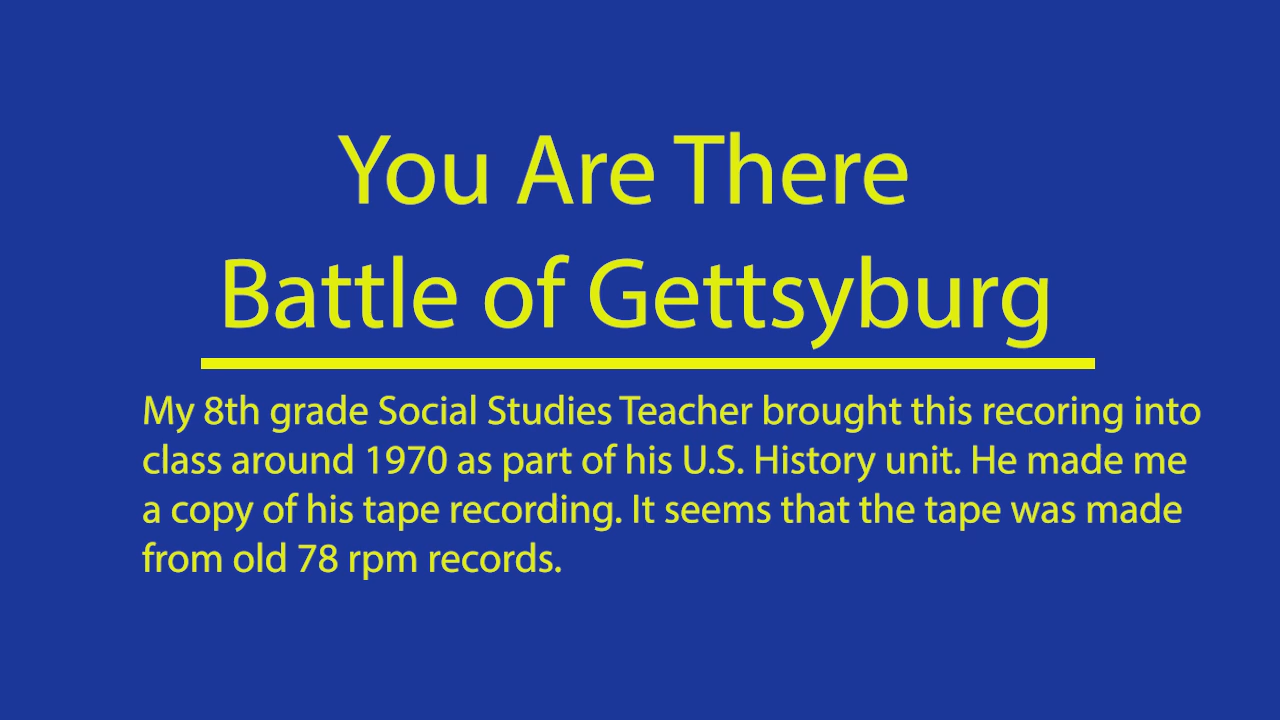 You Are There
Battle of Gettsyburg
My 8th grade Social Studies Teacher brought this recoring into
class around 1970 as part of his U.S. History unit. He made me
a copy of his tape recording. It seems that the tape was made
from old 78 rpm records.